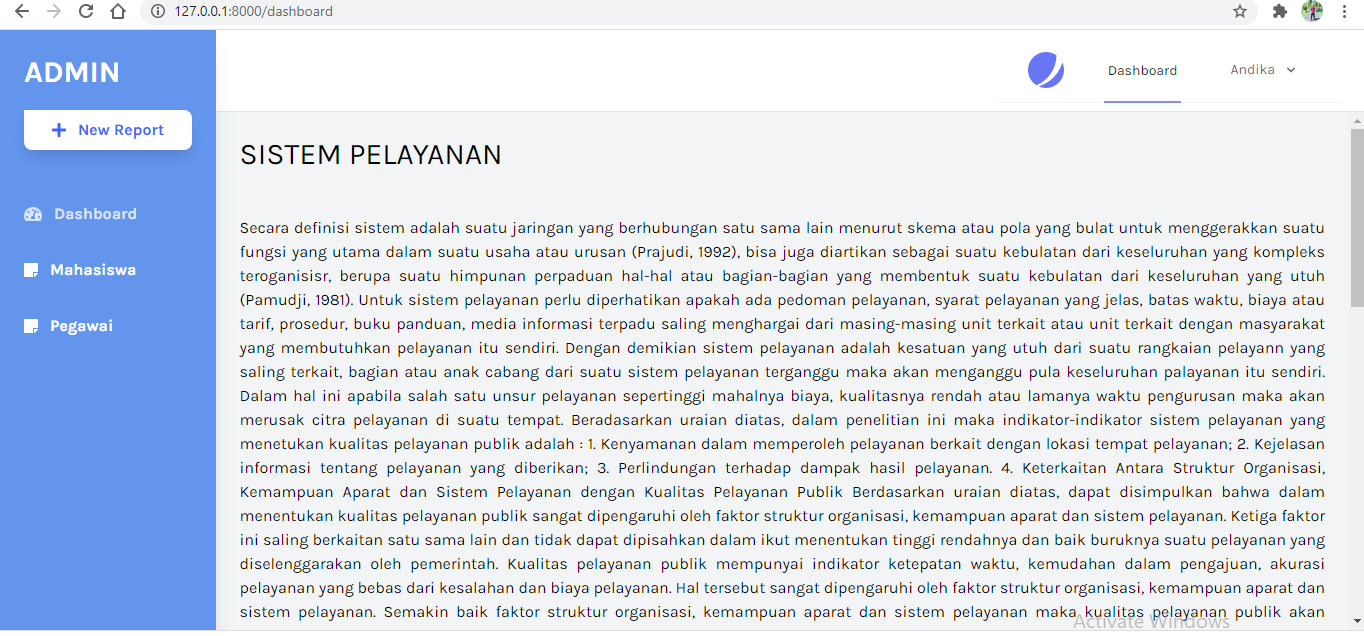 127.0.0.1:8000/dashboard
ADMIN
New Report
Dashboard
Mahasiswa
Pegawai
Dashboard
Andika
SISTEM PELAYANAN
Secara definisi sistem adalah suatu jaringan yang berhubungan satu sama lain menurut skema atau pola yang bulat untuk menggerakkan suatu
fungsi yang utama dalam suatu usaha atau urusan (Prajudi, 1992), bisa juga diartikan sebagai suatu kebulatan dari keseluruhan yang kompleks
teroganisisr, berupa suatu himpunan perpaduan hal-hal atau bagian-bagian yang membentuk suatu kebulatan dari keseluruhan yang utuh
(Pamudji, 1981). Untuk sistem pelayanan perlu diperhatikan apakah ada pedoman pelayanan, syarat pelayanan yang jelas, batas waktu, biaya atau
tarif, prosedur, buku panduan, media informasi terpadu saling menghargai dari masing-masing unit terkait atau unit terkait dengan masyarakat
yang membutuhkan pelayanan itu sendiri. Dengan demikian sistem pelayanan adalah kesatuan yang utuh dari suatu rangkaian pelayann yang
saling terkait, bagian atau anak cabang dari suatu sistem pelayanan terganggu maka akan menganggu pula keseluruhan palayanan itu sendiri.
Dalam hal ini apabila salah satu unsur pelayanan sepertinggi mahalnya biaya, kualitasnya rendah atau lamanya waktu pengurusan maka akan
merusak citra pelayanan di suatu tempat. Beradasarkan uraian diatas, dalam penelitian ini maka indikator-indikator sistem pelayanan yang
menetukan kualitas pelayanan publik adalah : 1. Kenyamanan dalam memperoleh pelayanan berkait dengan lokasi tempat pelayanan; 2. Kejelasan
informasi tentang pelayanan yang diberikan; 3. Perlindungan terhadap dampak hasil pelayanan. 4. Keterkaitan Antara Struktur Organisasi,
Kemampuan Aparat dan Sistem Pelayanan dengan Kualitas Pelayanan Publik Berdasarkan uraian diatas, dapat disimpulkan bahwa dalam
menentukan kualitas pelayanan publik sangat dipengaruhi oleh faktor struktur organisasi, kemampuan aparat dan sistem pelayanan. Ketiga faktor
ini saling berkaitan satu sama lain dan tidak dapat dipisahkan dalam ikut menentukan tinggi rendahnya dan baik buruknya suatu pelayanan yang
diselenggarakan oleh pemerintah. Kualitas pelayanan publik mempunyai indikator ketepatan waktu, kemudahan dalam pengajuan, akurasi
pelayanan yang bebas dari kesalahan dan biaya pelayanan. Hal tersebut sangat dipengaruhi oleh faktor struktur organisasi, kemampuan aparat dan
sistem pelayanan. Semakin baik faktor struktur organisasi, kemampuan aparat dan sistem pelayanan maka kualitas pelayanan publik akan
Activate Windows